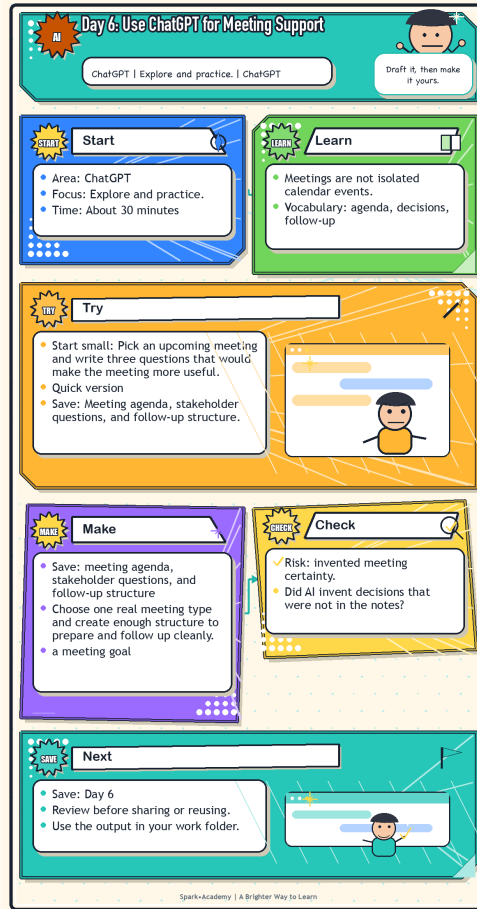 AI
Day 6: Use ChatGPT for Meeting Support
ChatGPT | Explore and practice. | ChatGPT
Draft it, then make
it yours.
START
Start
Area: ChatGPT
Focus: Explore and practice.
Time: About 30 minutes
LEARN
Learn
Meetings are not isolated
calendar events.
Vocabulary: agenda, decisions,
follow-up
TRY
Try
Start small: Pick an upcoming meeting
and write three questions that would
make the meeting more useful.
Quick version
Save: Meeting agenda, stakeholder
questions, and follow-up structure.
MAKE
Make
Save: meeting agenda,
stakeholder questions, and
follow-up structure
Choose one real meeting type
and create enough structure to
prepare and follow up cleanly.
a meeting goal
CHECK
Check
Risk: invented meeting
certainty.
Did AI invent decisions that
were not in the notes?
SAVE
Next
Save: Day 6
Review before sharing or reusing.
Use the output in your work folder.
Spark•Academy | A Brighter Way to Learn